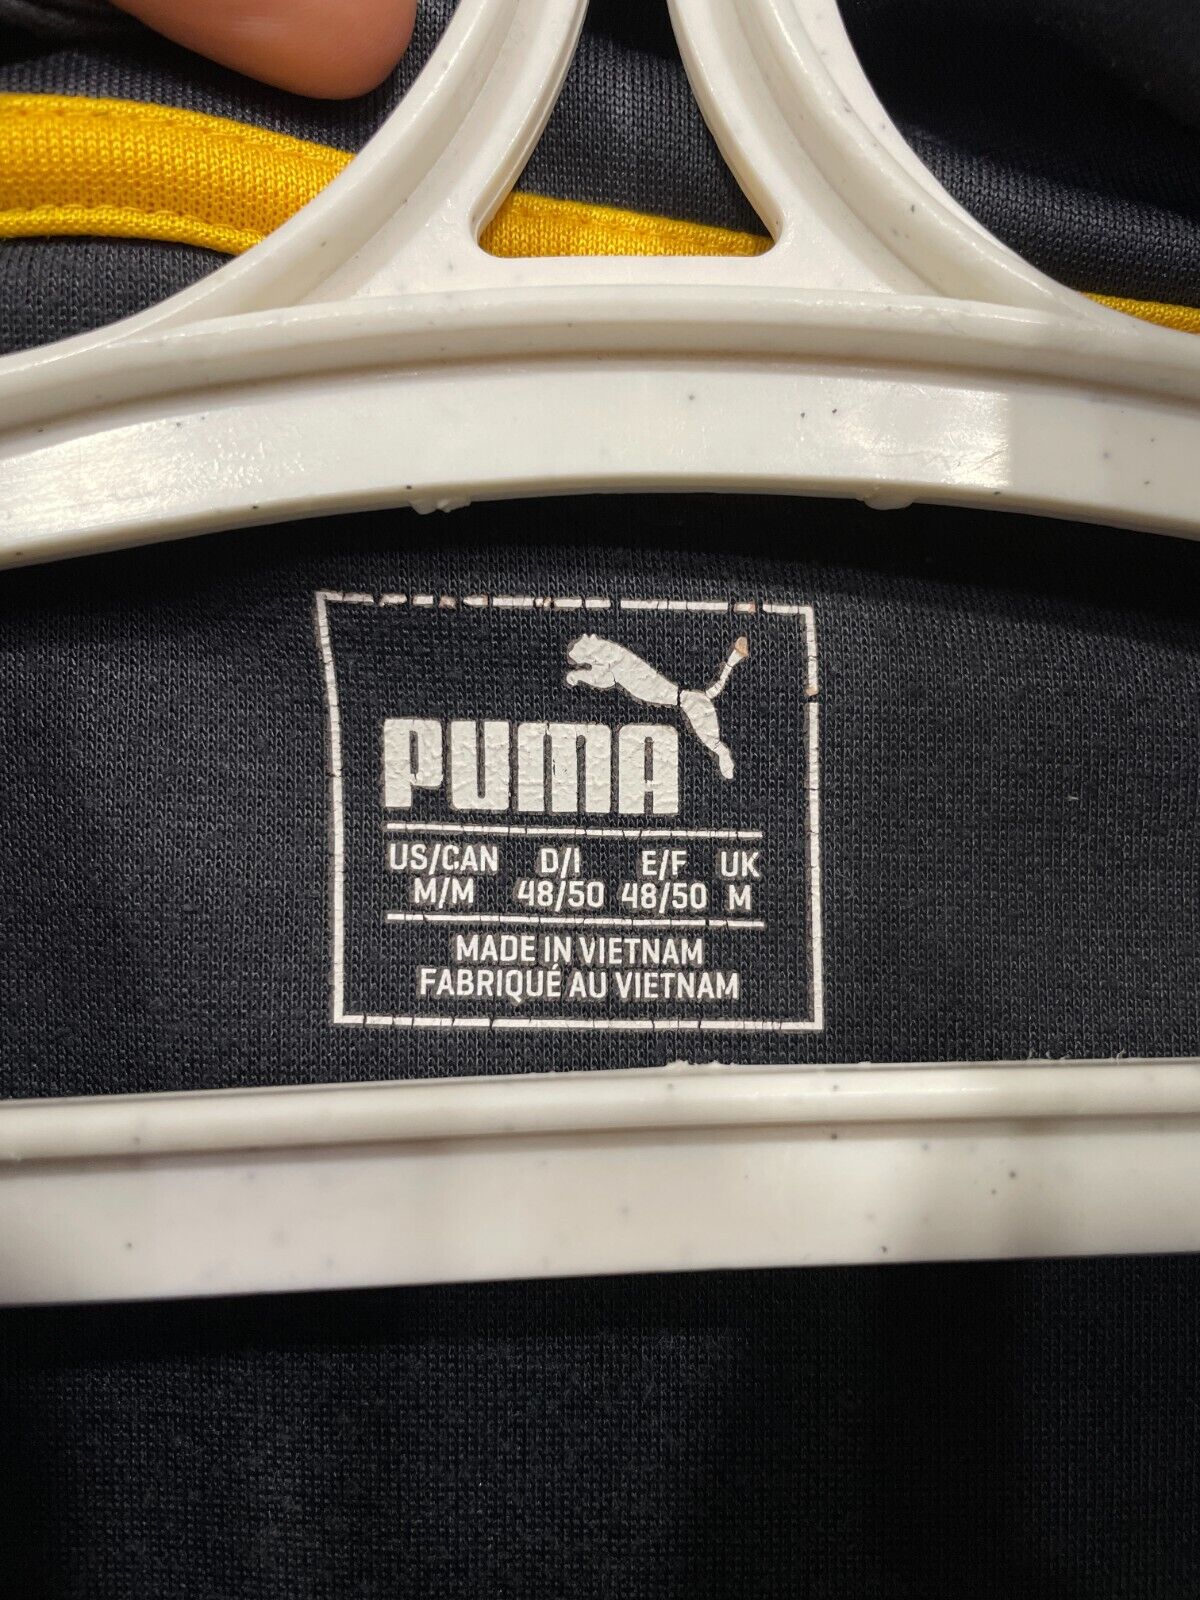 PUMA
US/CAN D/I E/F UK
M/M 48/50 48/50 M
MADE IN VIETNAM
FABRIQUÉ AU VIETNAM